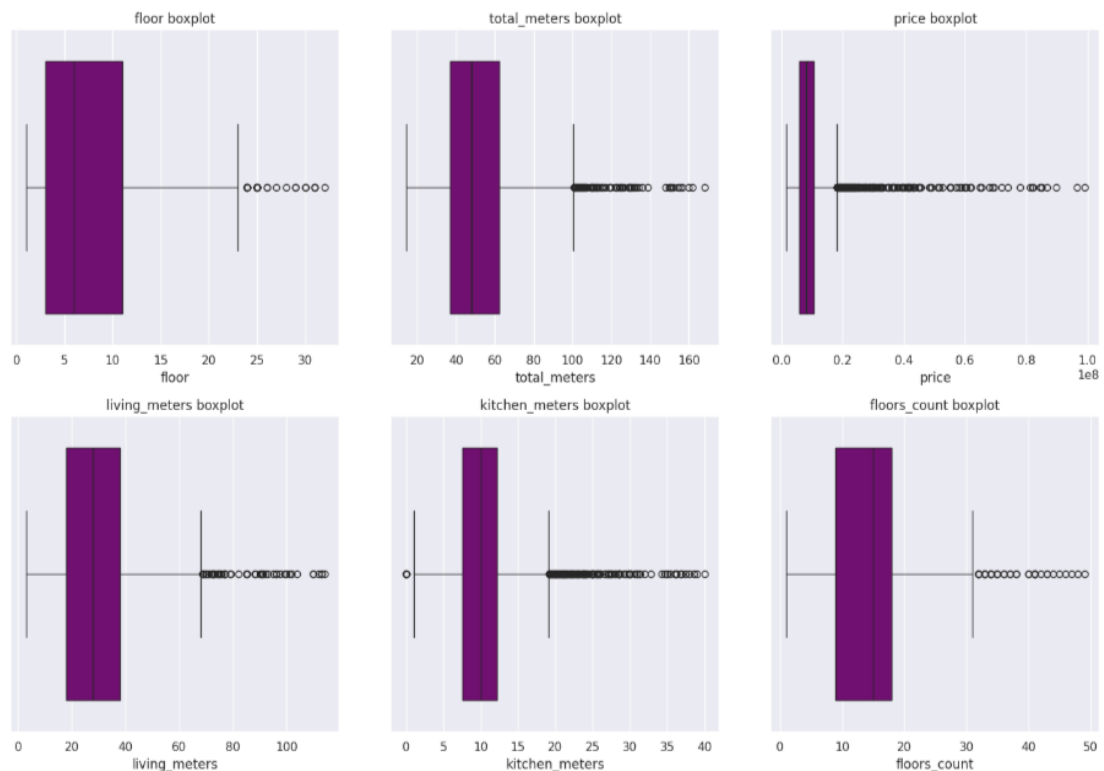 floor boxplot
total_meters boxplot
price boxplot
0 5 10 15 20 25 30
20 40 60 80 100 120 140 160
0.0 0.2 0.4 0.6 0.8 1.0
1e8
floor
total_meters
price
living_meters boxplot
kitchen_meters boxplot
floors_count boxplot
0 20 40 60 80 100
0 5 10 15 20 25 30 35 40
0 10 20 30 40 50
living_meters
kitchen_meters
floors_count